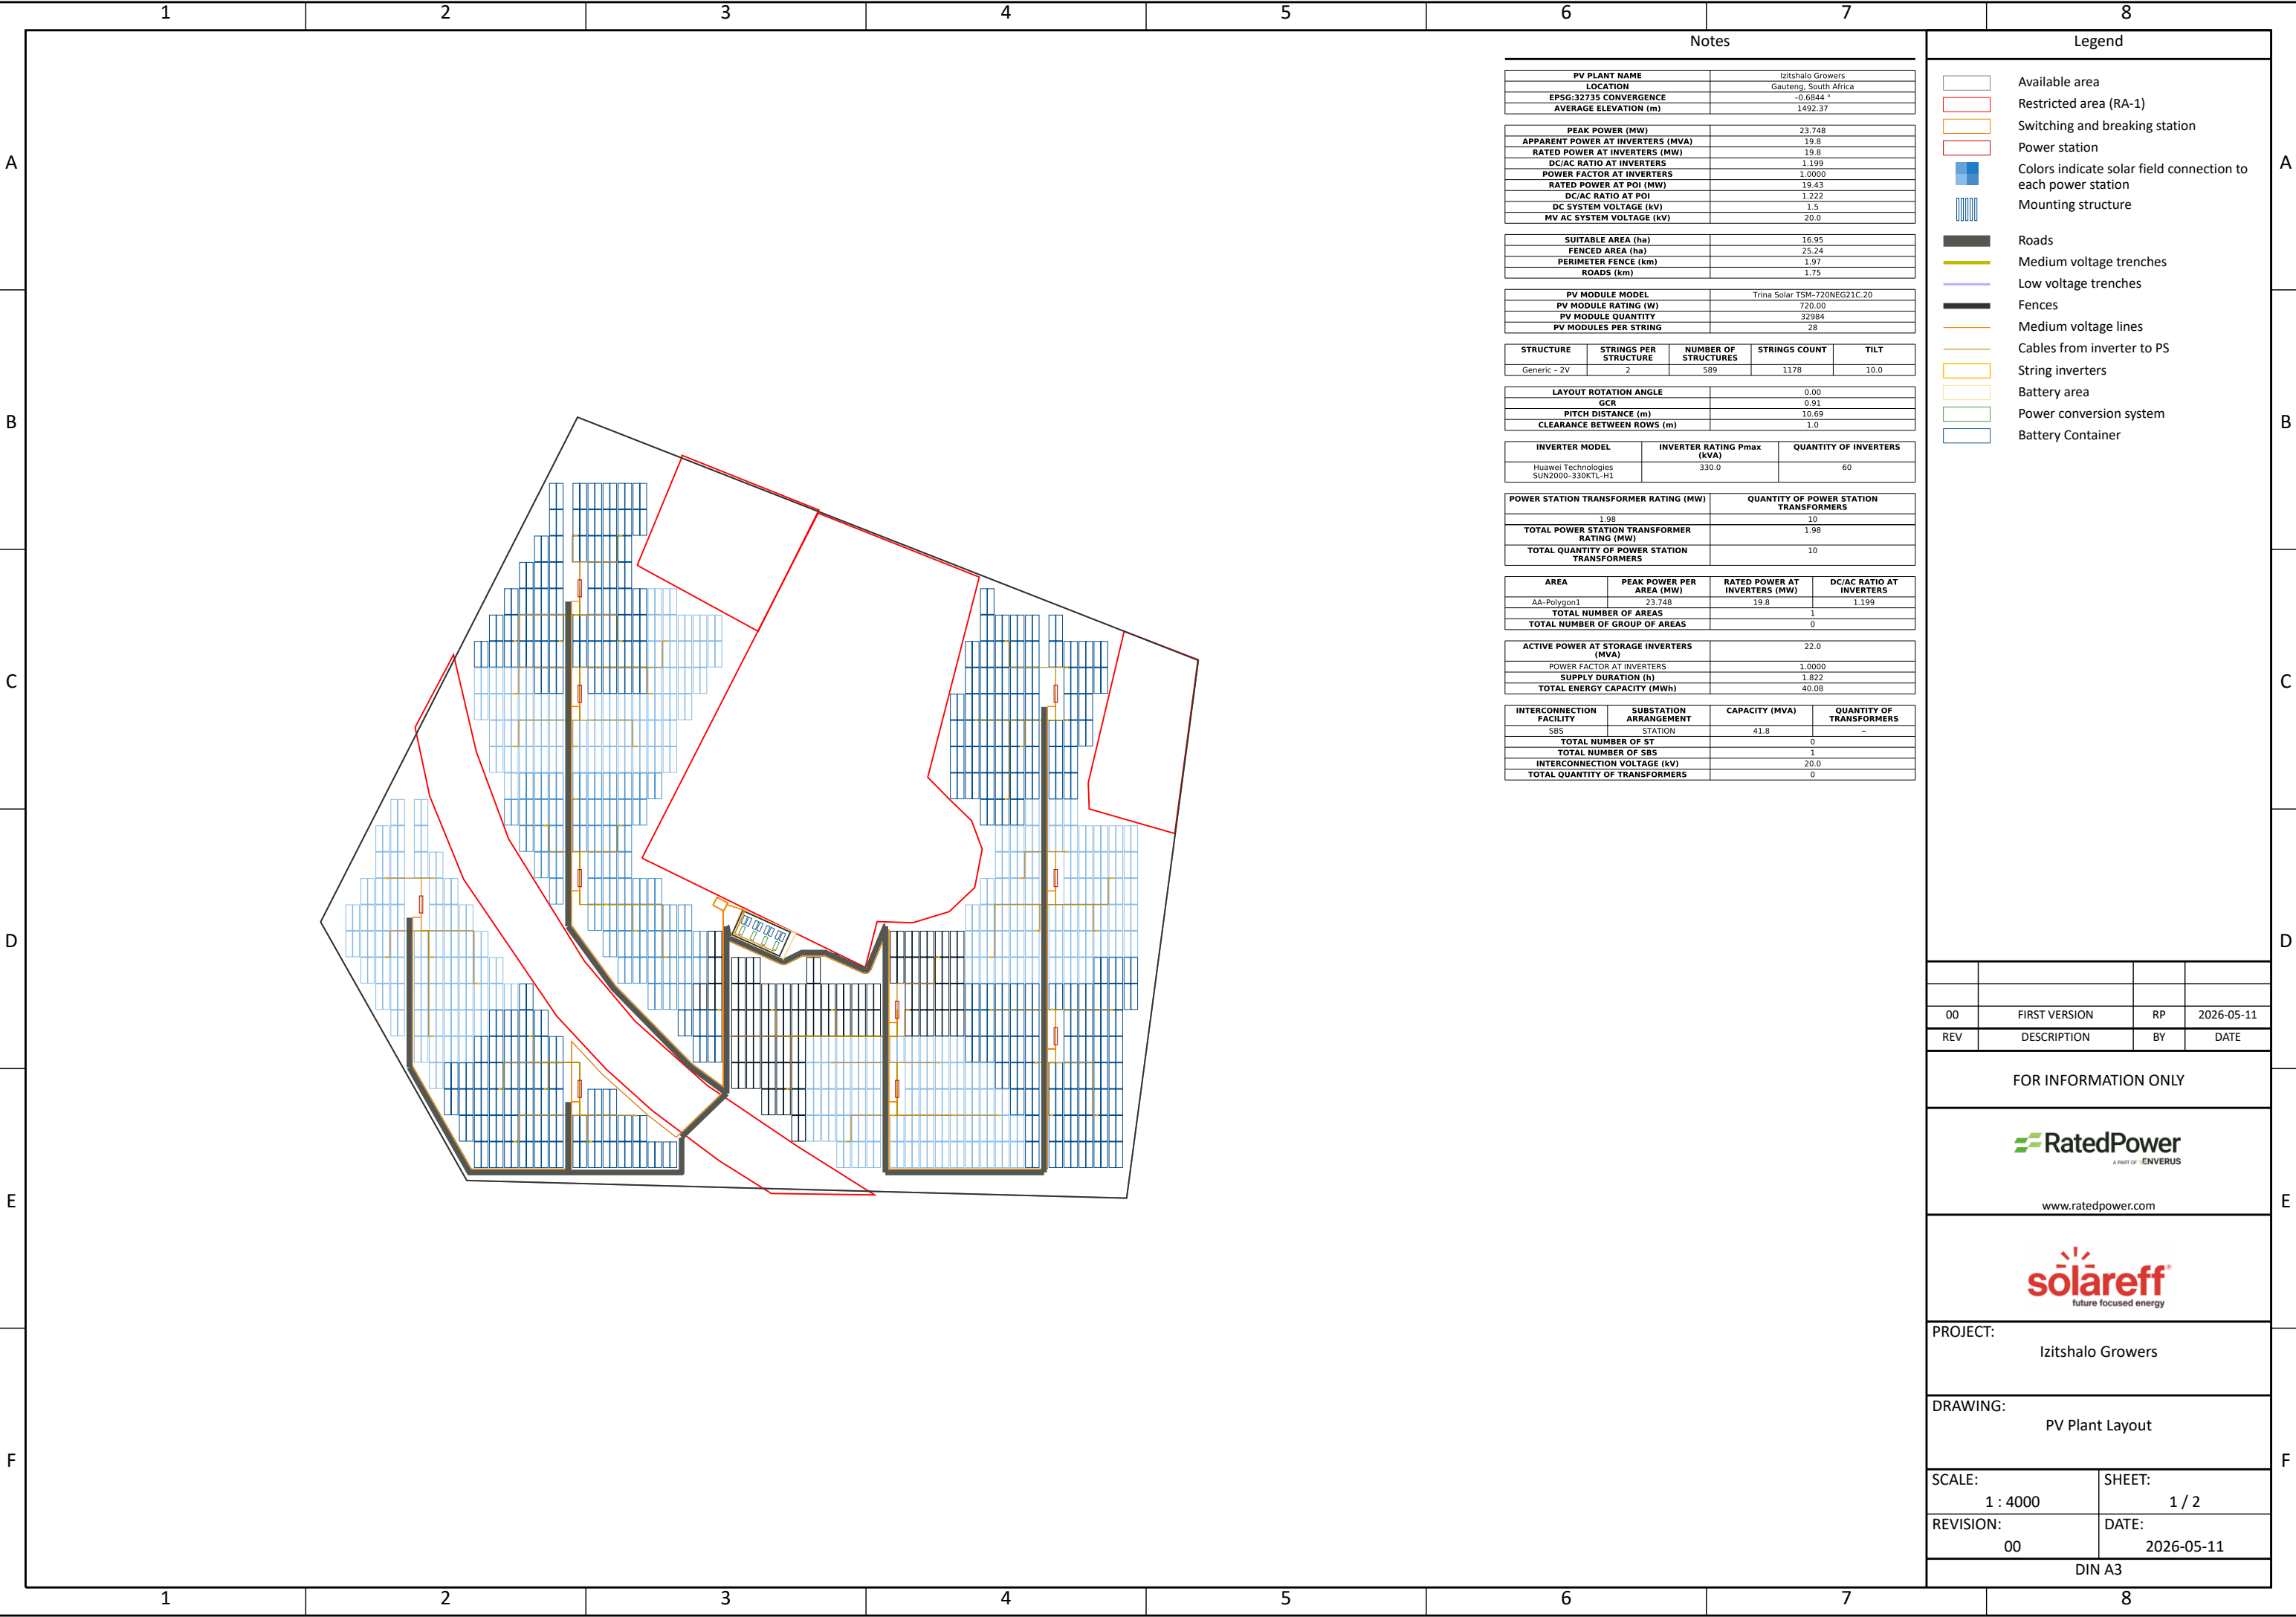 1 2 3 4 5 6 7 8
A
B
C
D
E
F
Notes
PV PLANT NAME Izitshalo Growers
LOCATION Gauteng, South Africa
EPSG:32735 CONVERGENCE -0.6844 °
AVERAGE ELEVATION (m) 1492.37
PEAK POWER (MW) 23.748
APPARENT POWER AT INVERTERS (MVA) 19.8
RATED POWER AT INVERTERS (MW) 19.8
DC/AC RATIO AT INVERTERS 1.199
POWER FACTOR AT INVERTERS 1.0000
RATED POWER AT POI (MW) 19.43
DC/AC RATIO AT POI 1.222
DC SYSTEM VOLTAGE (kV) 1.5
MV AC SYSTEM VOLTAGE (kV) 20.0
SUITABLE AREA (ha) 16.95
FENCED AREA (ha) 25.24
PERIMETER FENCE (km) 1.97
ROADS (km) 1.75
PV MODULE MODEL Trina Solar TSM-720NEG21C.20
PV MODULE RATING (W) 720.00
PV MODULE QUANTITY 32984
PV MODULES PER STRING 28
STRUCTURE STRINGS PER STRUCTURE NUMBER OF STRUCTURES STRINGS COUNT TILT
Generic - 2V 2 589 1178 10.0
LAYOUT ROTATION ANGLE 0.00
GCR 0.91
PITCH DISTANCE (m) 10.69
CLEARANCE BETWEEN ROWS (m) 1.0
INVERTER MODEL INVERTER RATING Pmax (kVA) QUANTITY OF INVERTERS
Huawei Technologies SUN2000-330KTL-H1 330.0 60
POWER STATION TRANSFORMER RATING (MW) QUANTITY OF POWER STATION TRANSFORMERS
1.98 10
TOTAL POWER STATION TRANSFORMER RATING (MW) 1.98
TOTAL QUANTITY OF POWER STATION TRANSFORMERS 10
AREA PEAK POWER PER AREA (MW) RATED POWER AT INVERTERS (MW) DC/AC RATIO AT INVERTERS
AA-Polygon1 23.748 19.8 1.199
TOTAL NUMBER OF AREAS 1
TOTAL NUMBER OF GROUP OF AREAS 0
ACTIVE POWER AT STORAGE INVERTERS (MVA) 22.0
POWER FACTOR AT INVERTERS 1.0000
SUPPLY DURATION (h) 1.822
TOTAL ENERGY CAPACITY (MWh) 40.08
INTERCONNECTION FACILITY SUBSTATION ARRANGEMENT CAPACITY (MVA) QUANTITY OF TRANSFORMERS
SBS STATION 41.8 -
TOTAL NUMBER OF ST 0
TOTAL NUMBER OF SBS 1
INTERCONNECTION VOLTAGE (kV) 20.0
TOTAL QUANTITY OF TRANSFORMERS 0
Legend
Available area
Restricted area (RA-1)
Switching and breaking station
Power station
Colors indicate solar field connection to
each power station
Mounting structure
Roads
Medium voltage trenches
Low voltage trenches
Fences
Medium voltage lines
Cables from inverter to PS
String inverters
Battery area
Power conversion system
Battery Container
00 FIRST VERSION RP 2026-05-11
REV DESCRIPTION BY DATE
FOR INFORMATION ONLY
RatedPower
A PART OF ENVERUS
www.ratedpower.com
solareff®
future focused energy
PROJECT:
Izitshalo Growers
DRAWING:
PV Plant Layout
SCALE: SHEET:
1 : 4000 1 / 2
REVISION: DATE:
00 2026-05-11
DIN A3
A
B
C
D
E
F
1 2 3 4 5 6 7 8